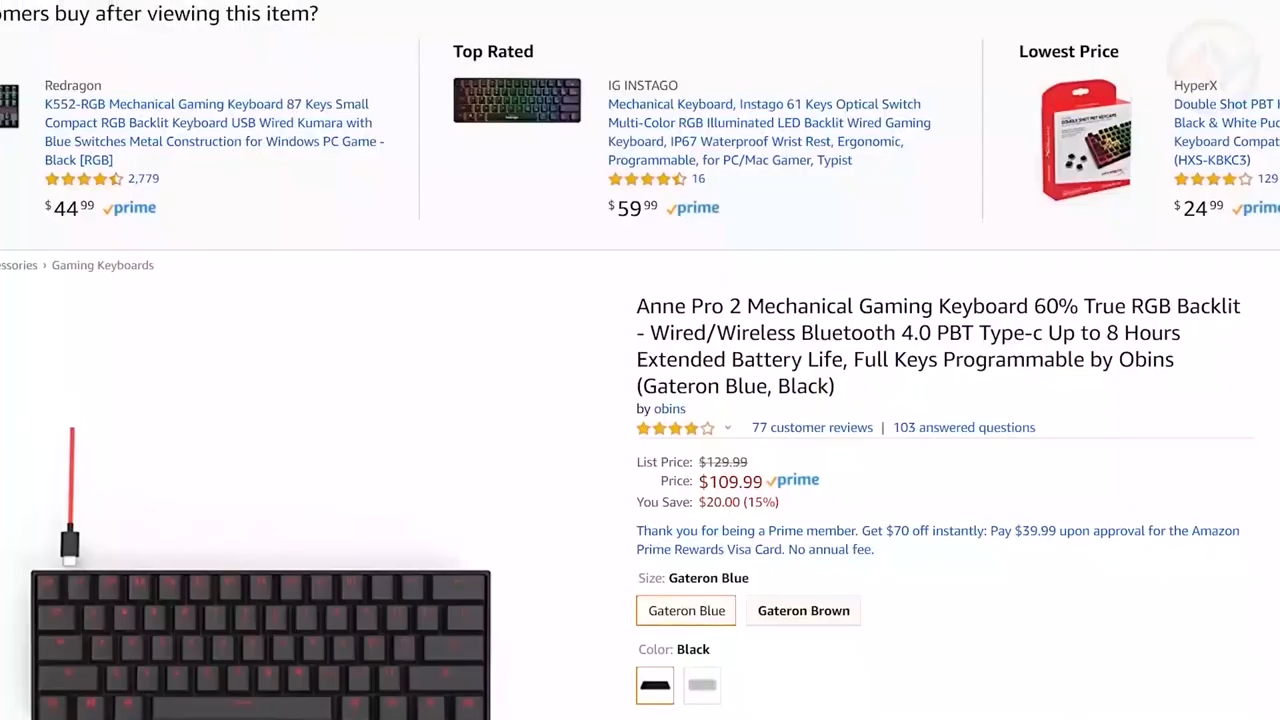 omers buy after viewing this item?
Top Rated
Lowest Price
Redragon
K552-RGB Mechanical Gaming Keyboard 87 Keys Small
Compact RGB Backlit Keyboard USB Wired Kumara with
Blue Switches Metal Construction for Windows PC Game -
Black [RGB]
2,779
$44.99 prime
IG INSTAGO
Mechanical Keyboard, Instago 61 Keys Optical Switch
Multi-Color RGB Illuminated LED Backlit Wired Gaming
Keyboard, IP67 Waterproof Wrist Rest, Ergonomic,
Programmable, for PC/Mac Gamer, Typist
16
$59.99 prime
HyperX
Double Shot PBT
Black & White Pud
Keyboard Compat
(HXS-KBKC3)
129
$24.99 prime
essories › Gaming Keyboards
Anne Pro 2 Mechanical Gaming Keyboard 60% True RGB Backlit
- Wired/Wireless Bluetooth 4.0 PBT Type-c Up to 8 Hours
Extended Battery Life, Full Keys Programmable by Obins
(Gateron Blue, Black)
by obins
77 customer reviews | 103 answered questions
List Price: $129.99
Price: $109.99 prime
You Save: $20.00 (15%)
Thank you for being a Prime member. Get $70 off instantly: Pay $39.99 upon approval for the Amazon
Prime Rewards Visa Card. No annual fee.
Size: Gateron Blue
Gateron Blue
Gateron Brown
Color: Black